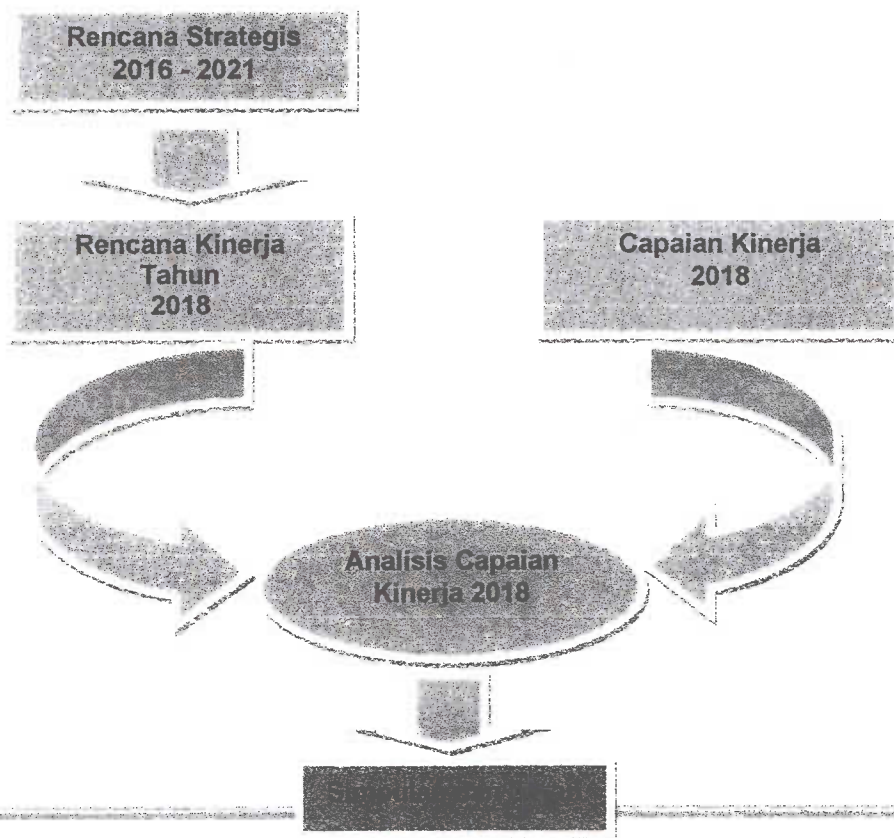 Rencana Strategis
2016 - 2021
Rencana Kinerja
Tahun
2018
Capaian Kinerja
2018
Analisis Capaian
Kinerja 2018